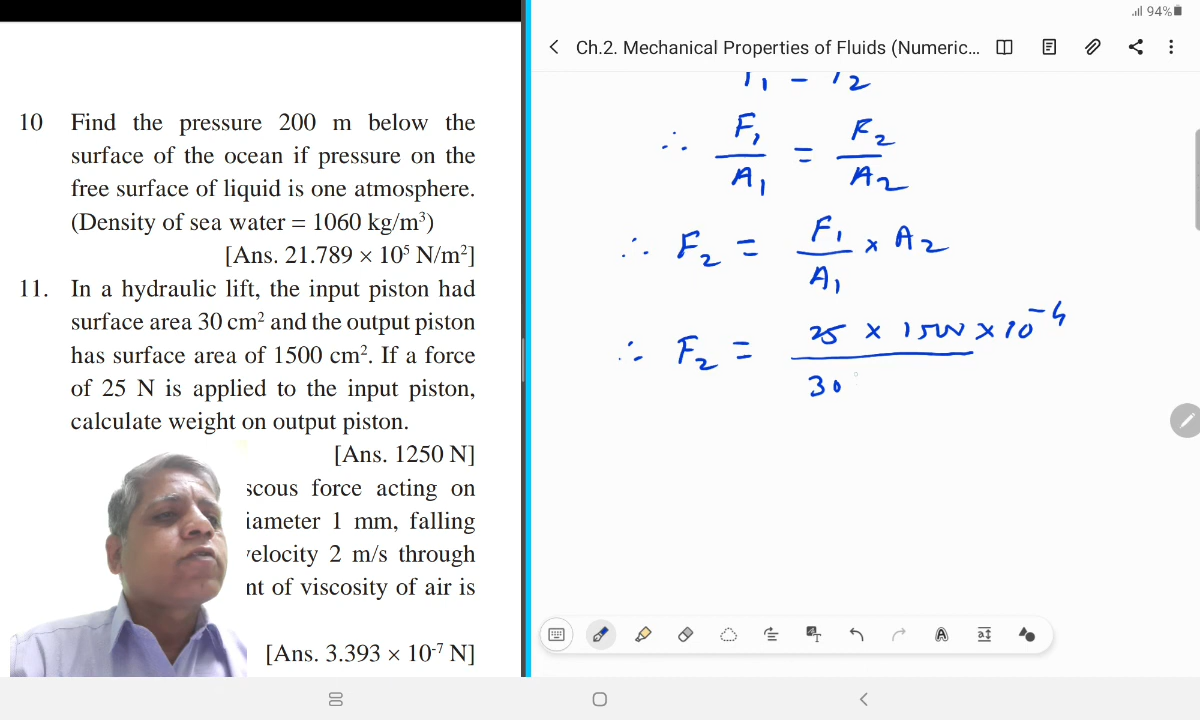 94%
Ch.2. Mechanical Properties of Fluids (Numeric...
10 Find the pressure 200 m below the
surface of the ocean if pressure on the
free surface of liquid is one atmosphere.
(Density of sea water = 1060 kg/m³)
[Ans. 21.789 × 10⁵ N/m²]
11. In a hydraulic lift, the input piston had
surface area 30 cm² and the output piston
has surface area of 1500 cm². If a force
of 25 N is applied to the input piston,
calculate weight on output piston.
[Ans. 1250 N]
scous force acting on
iameter 1 mm, falling
velocity 2 m/s through
nt of viscosity of air is
[Ans. 3.393 × 10⁻⁷ N]
∴ F₁/A₁ = F₂/A₂
∴ F₂ = F₁/A₁ × A₂
∴ F₂ = 25 × 1500 × 10⁻⁴
30